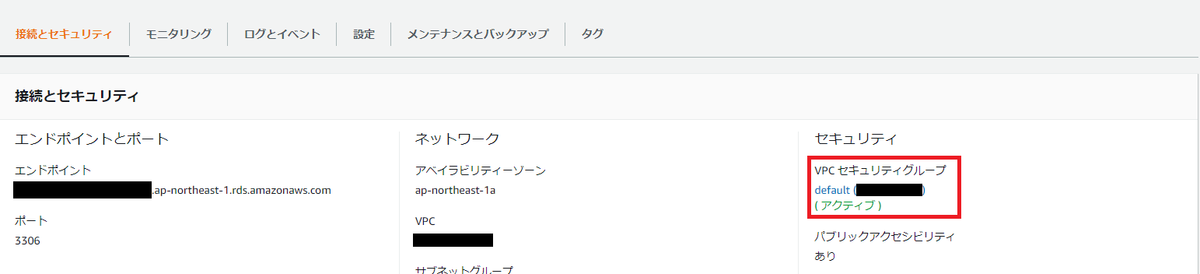 接続とセキュリティ
モニタリング
ログとイベント
設定
メンテナンスとバックアップ
タグ
接続とセキュリティ
エンドポイントとポート
エンドポイント
.ap-northeast-1.rds.amazonaws.com
ポート
3306
ネットワーク
アベイラビリティーゾーン
ap-northeast-1a
VPC
サブネットグループ
セキュリティ
VPC セキュリティグループ
default ( )
( アクティブ )
パブリックアクセシビリティ
あり